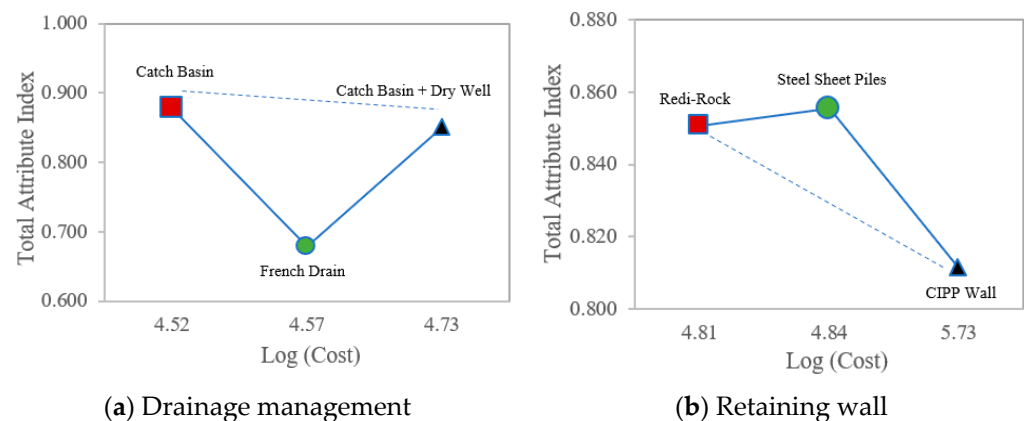 1.000
0.900
0.800
0.700
0.600
Total Attribute Index
Catch Basin
Catch Basin + Dry Well
French Drain
4.52 4.57 4.73
Log (Cost)
(a) Drainage management
0.880
0.860
0.840
0.820
0.800
Total Attribute Index
Steel Sheet Piles
Redi-Rock
CIPP Wall
4.81 4.84 5.73
Log (Cost)
(b) Retaining wall